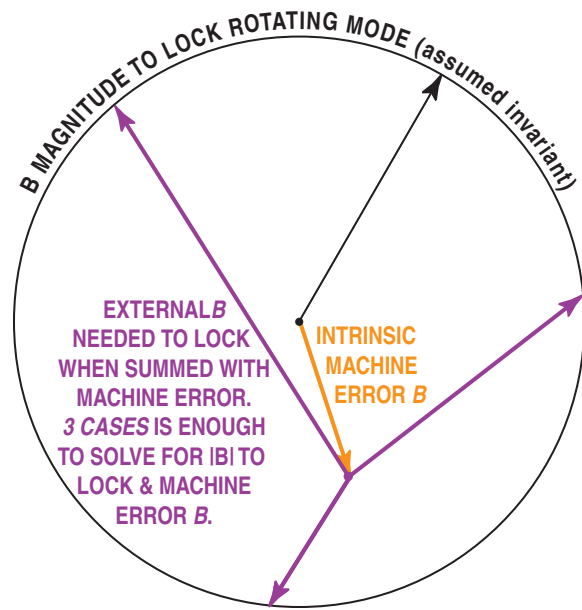 B MAGNITUDE TO LOCK ROTATING MODE (assumed invariant)
EXTERNAL B
NEEDED TO LOCK
WHEN SUMMED WITH
MACHINE ERROR.
3 CASES IS ENOUGH
TO SOLVE FOR |B| TO
LOCK & MACHINE
ERROR B.
INTRINSIC
MACHINE
ERROR B